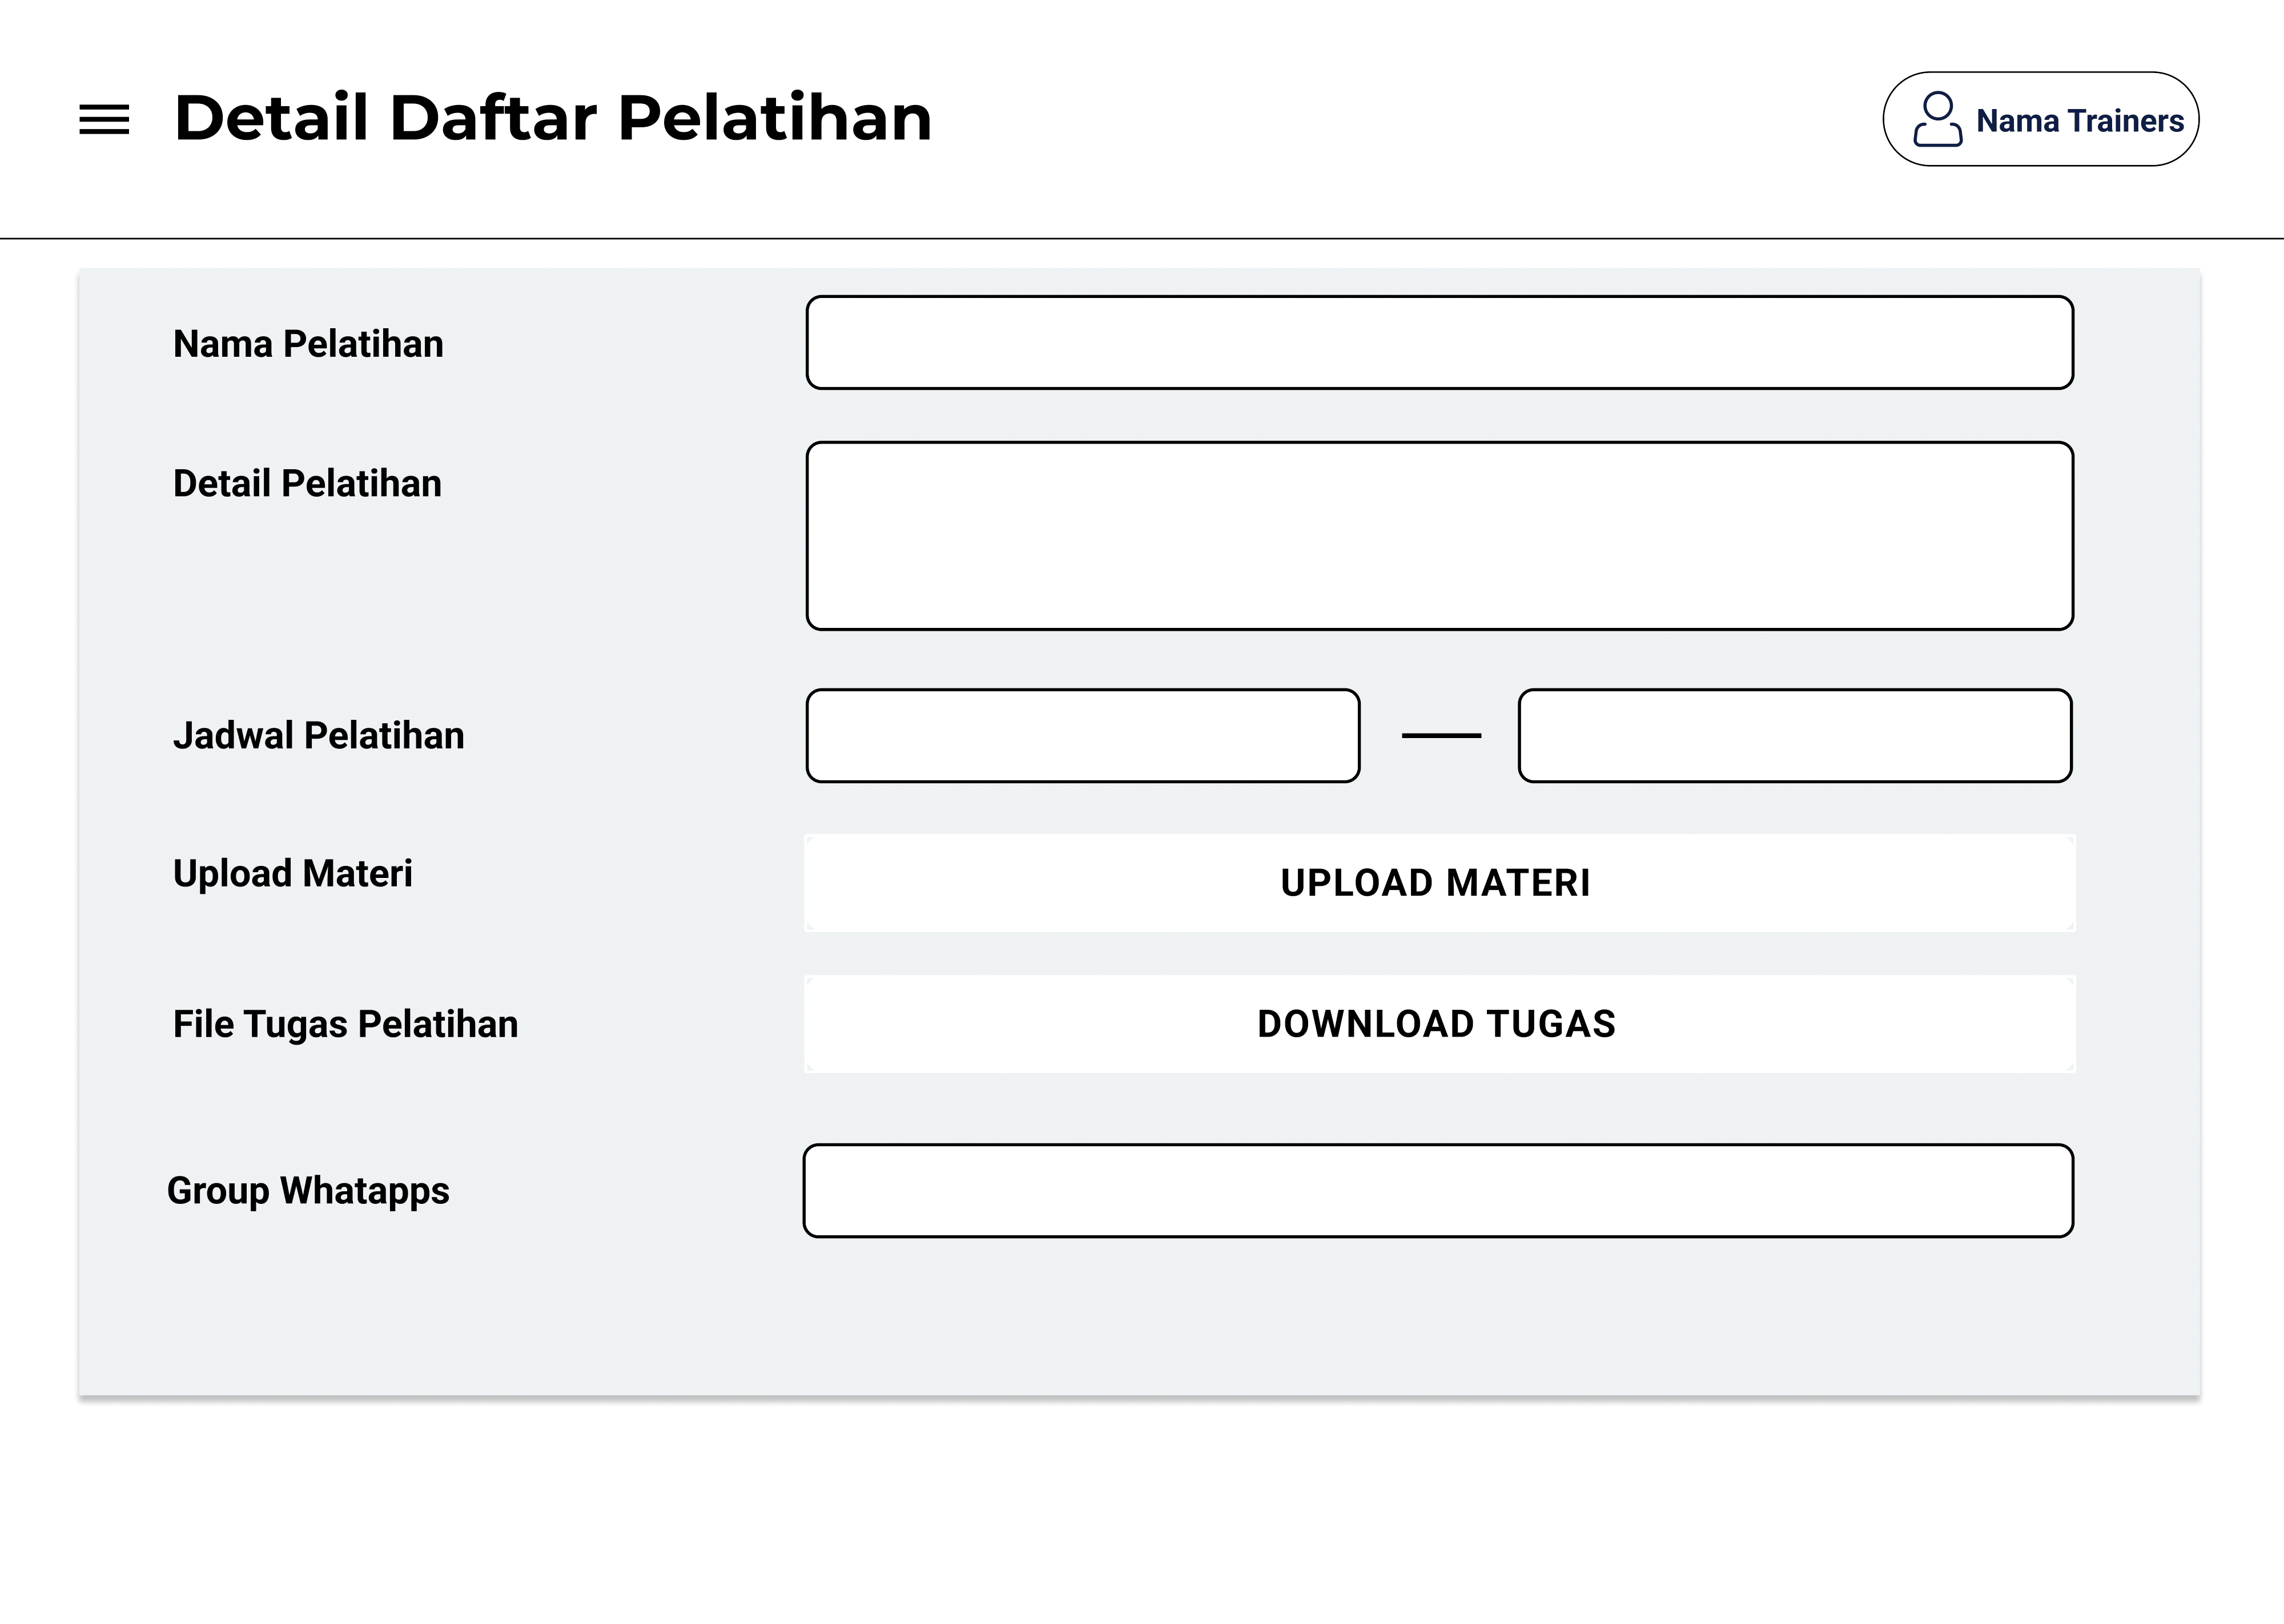 Detail Daftar Pelatihan
Nama Trainers
Nama Pelatihan
Detail Pelatihan
Jadwal Pelatihan
Upload Materi
UPLOAD MATERI
File Tugas Pelatihan
DOWNLOAD TUGAS
Group Whatapps